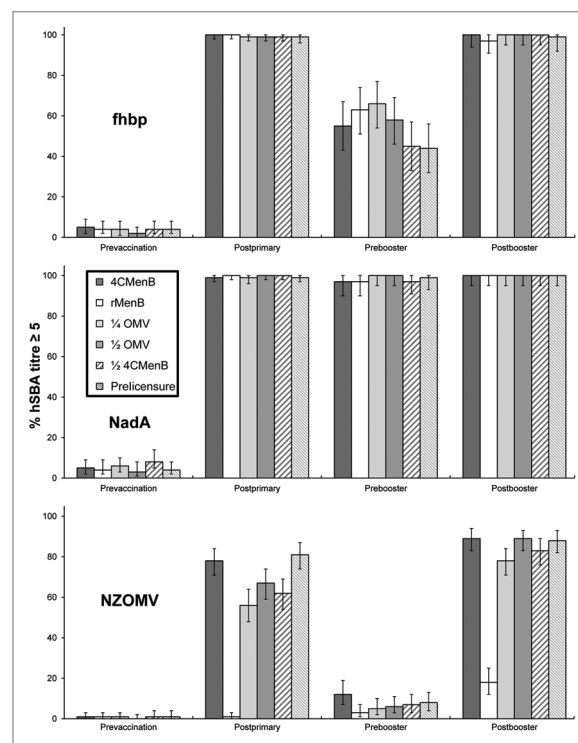 100
80
60
40
20
0
fhbp
Prevaccination Postprimary Prebooster Postbooster
% hSBA titre ≥ 5
100
80
60
40
20
0
4CMenB
rMenB
¼ OMV
½ OMV
½ 4CMenB
Prelicensure
NadA
Prevaccination Postprimary Prebooster Postbooster
100
80
60
40
20
0
NZOMV
Prevaccination Postprimary Prebooster Postbooster